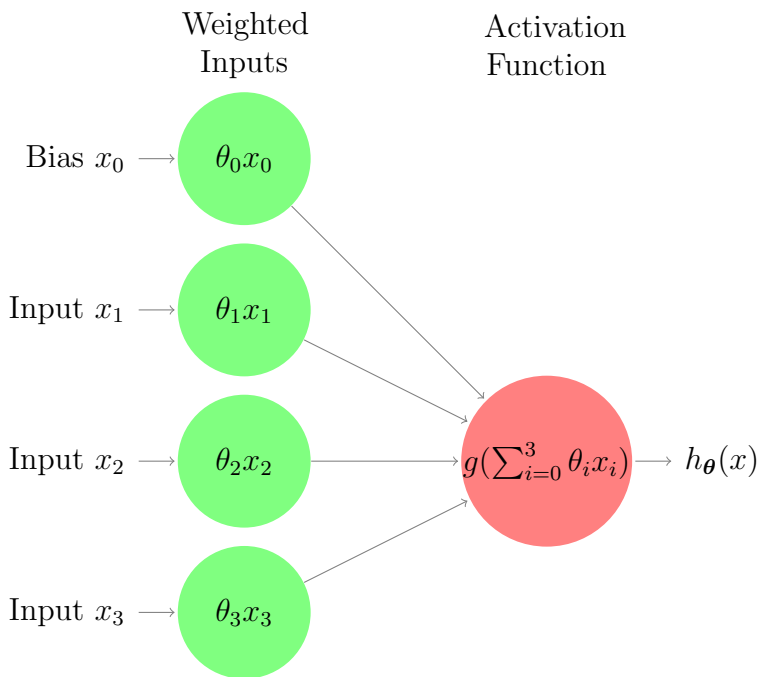 Weighted Inputs
Activation Function
Bias x₀
θ₀x₀
Input x₁
θ₁x₁
Input x₂
θ₂x₂
g(∑³ᵢ₌₀ θᵢxᵢ)
h_θ(x)
Input x₃
θ₃x₃